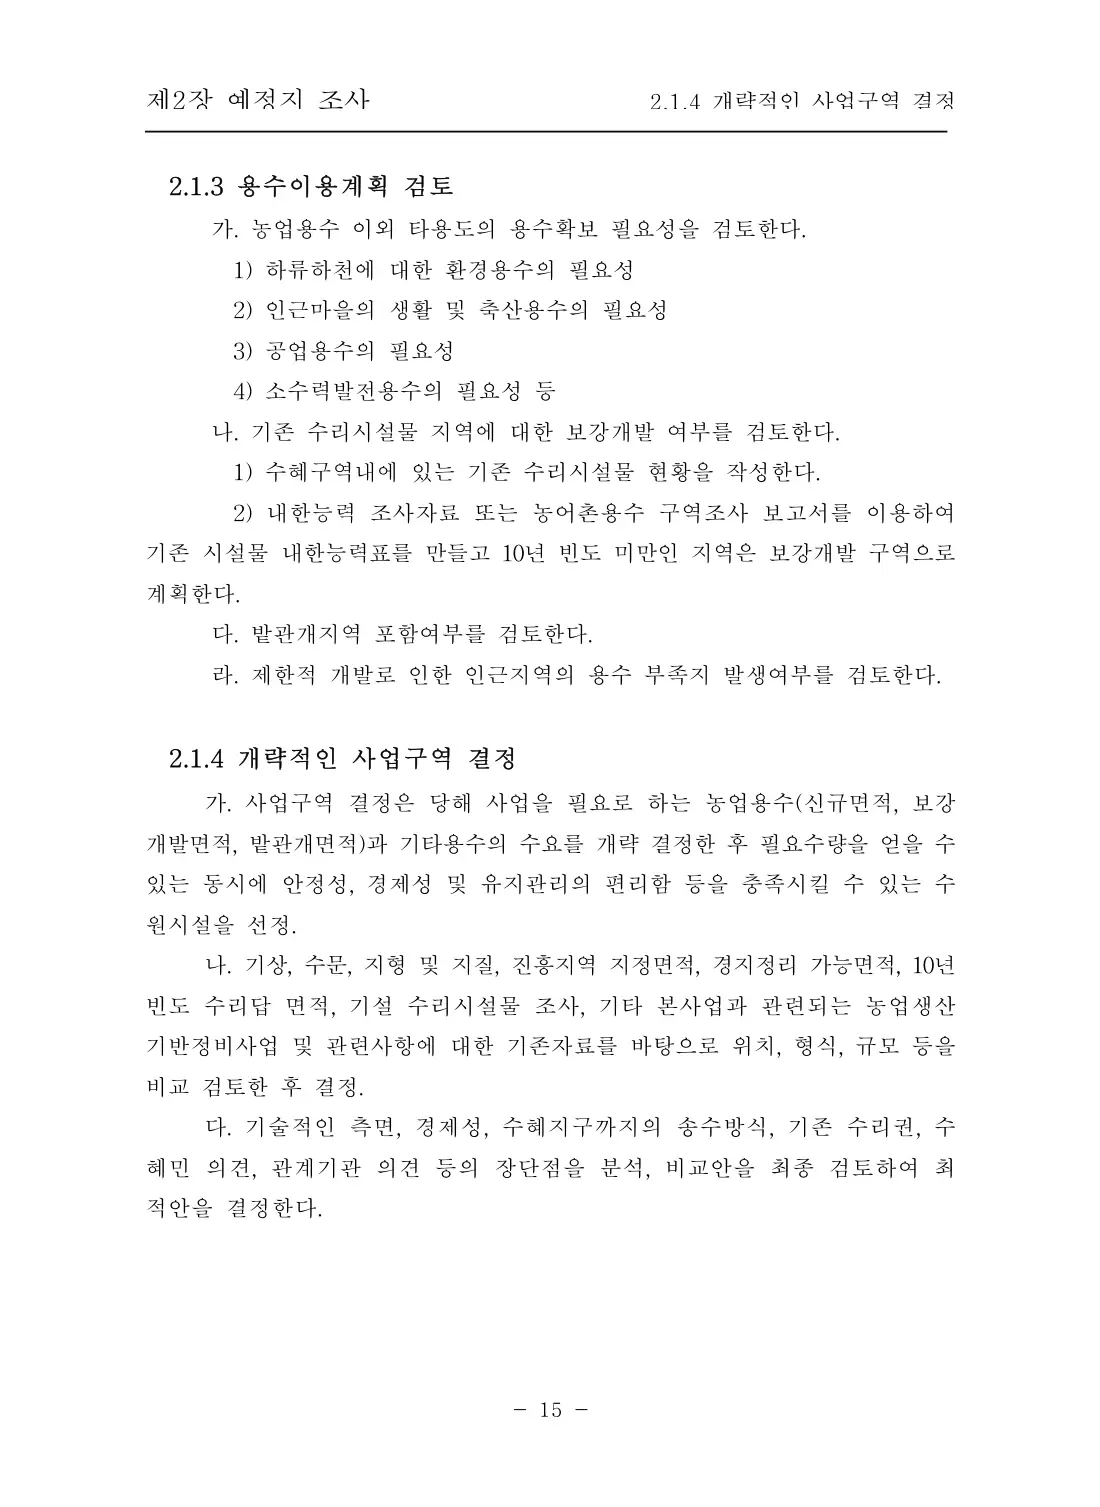 제2장 예정지 조사
2.1.4 개략적인 사업구역 결정
2.1.3 용수이용계획 검토
가. 농업용수 이외 타용도의 용수확보 필요성을 검토한다.
1) 하류하천에 대한 환경용수의 필요성
2) 인근마을의 생활 및 축산용수의 필요성
3) 공업용수의 필요성
4) 소수력발전용수의 필요성 등
나. 기존 수리시설물 지역에 대한 보강개발 여부를 검토한다.
1) 수혜구역내에 있는 기존 수리시설물 현황을 작성한다.
2) 내한능력 조사자료 또는 농어촌용수 구역조사 보고서를 이용하여
기존 시설물 내한능력표를 만들고 10년 빈도 미만인 지역은 보강개발 구역으로
계획한다.
다. 밭관개지역 포함여부를 검토한다.
라. 제한적 개발로 인한 인근지역의 용수 부족지 발생여부를 검토한다.
2.1.4 개략적인 사업구역 결정
가. 사업구역 결정은 당해 사업을 필요로 하는 농업용수(신규면적, 보강
개발면적, 밭관개면적)과 기타용수의 수요를 개략 결정한 후 필요수량을 얻을 수
있는 동시에 안정성, 경제성 및 유지관리의 편리함 등을 충족시킬 수 있는 수
원시설을 선정.
나. 기상, 수문, 지형 및 지질, 진흥지역 지정면적, 경지정리 가능면적, 10년
빈도 수리답 면적, 기설 수리시설물 조사, 기타 본사업과 관련되는 농업생산
기반정비사업 및 관련사항에 대한 기존자료를 바탕으로 위치, 형식, 규모 등을
비교 검토한 후 결정.
다. 기술적인 측면, 경제성, 수혜지구까지의 송수방식, 기존 수리권, 수
혜민 의견, 관계기관 의견 등의 장단점을 분석, 비교안을 최종 검토하여 최
적안을 결정한다.
- 15 -